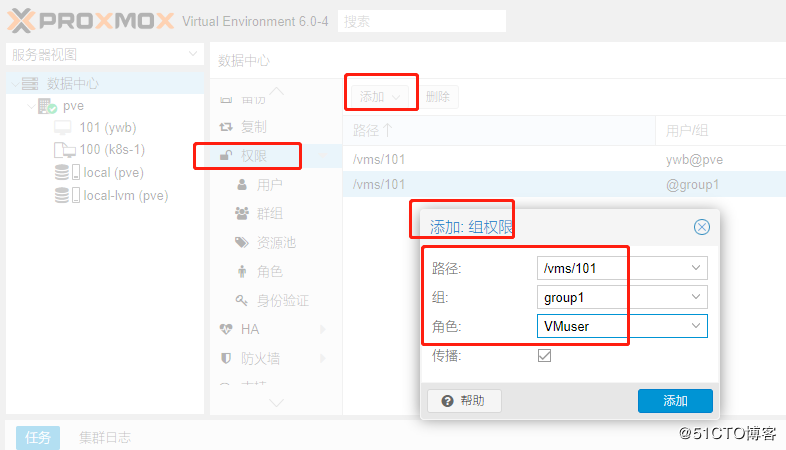 PROXMOX Virtual Environment 6.0-4 搜索
服务器视图
数据中心
pve
101 (ywb)
100 (k8s-1)
local (pve)
local-lvm (pve)
数据中心
备份
复制
权限
用户
群组
资源池
角色
身份验证
HA
防火墙
添加 删除
路径 用户/组
/vms/101 ywb@pve
/vms/101 @group1
添加: 组权限
路径: /vms/101
组: group1
角色: VMuser
传播:
帮助 添加
任务 集群日志
@51CTO博客